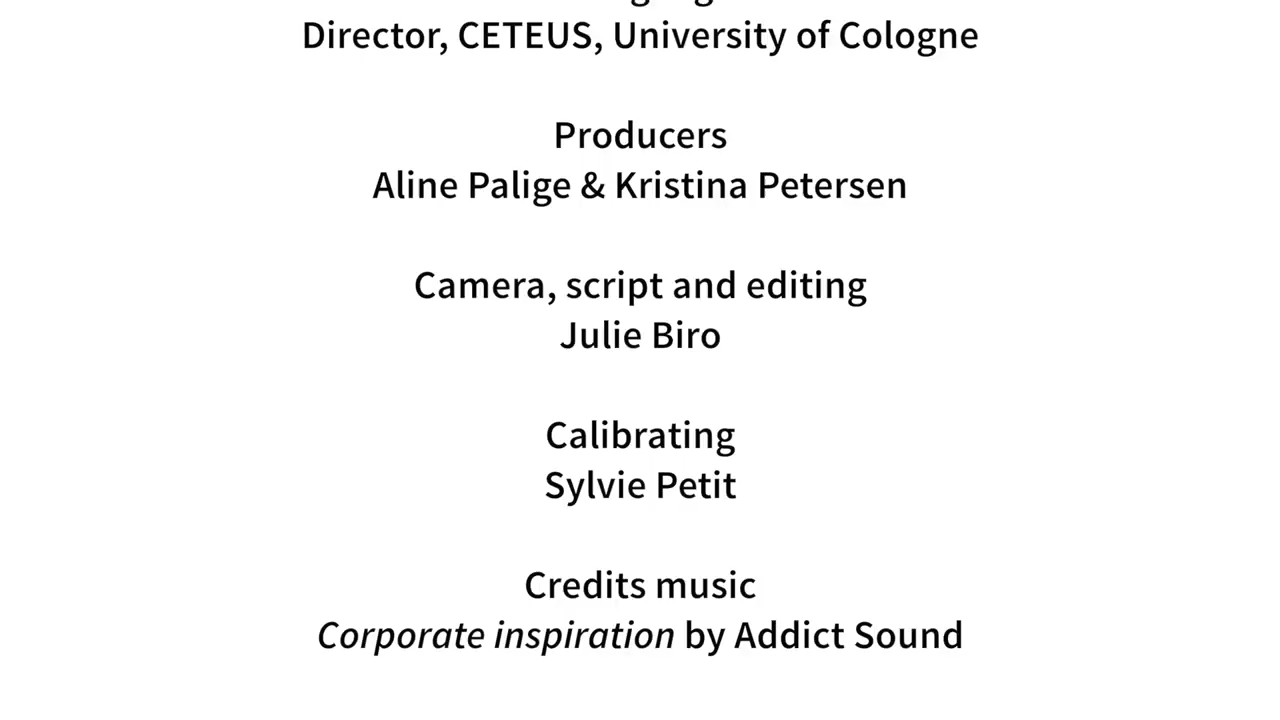 Director, CETEUS, University of Cologne
Producers
Aline Palige & Kristina Petersen
Camera, script and editing
Julie Biro
Calibrating
Sylvie Petit
Credits music
Corporate inspiration by Addict Sound